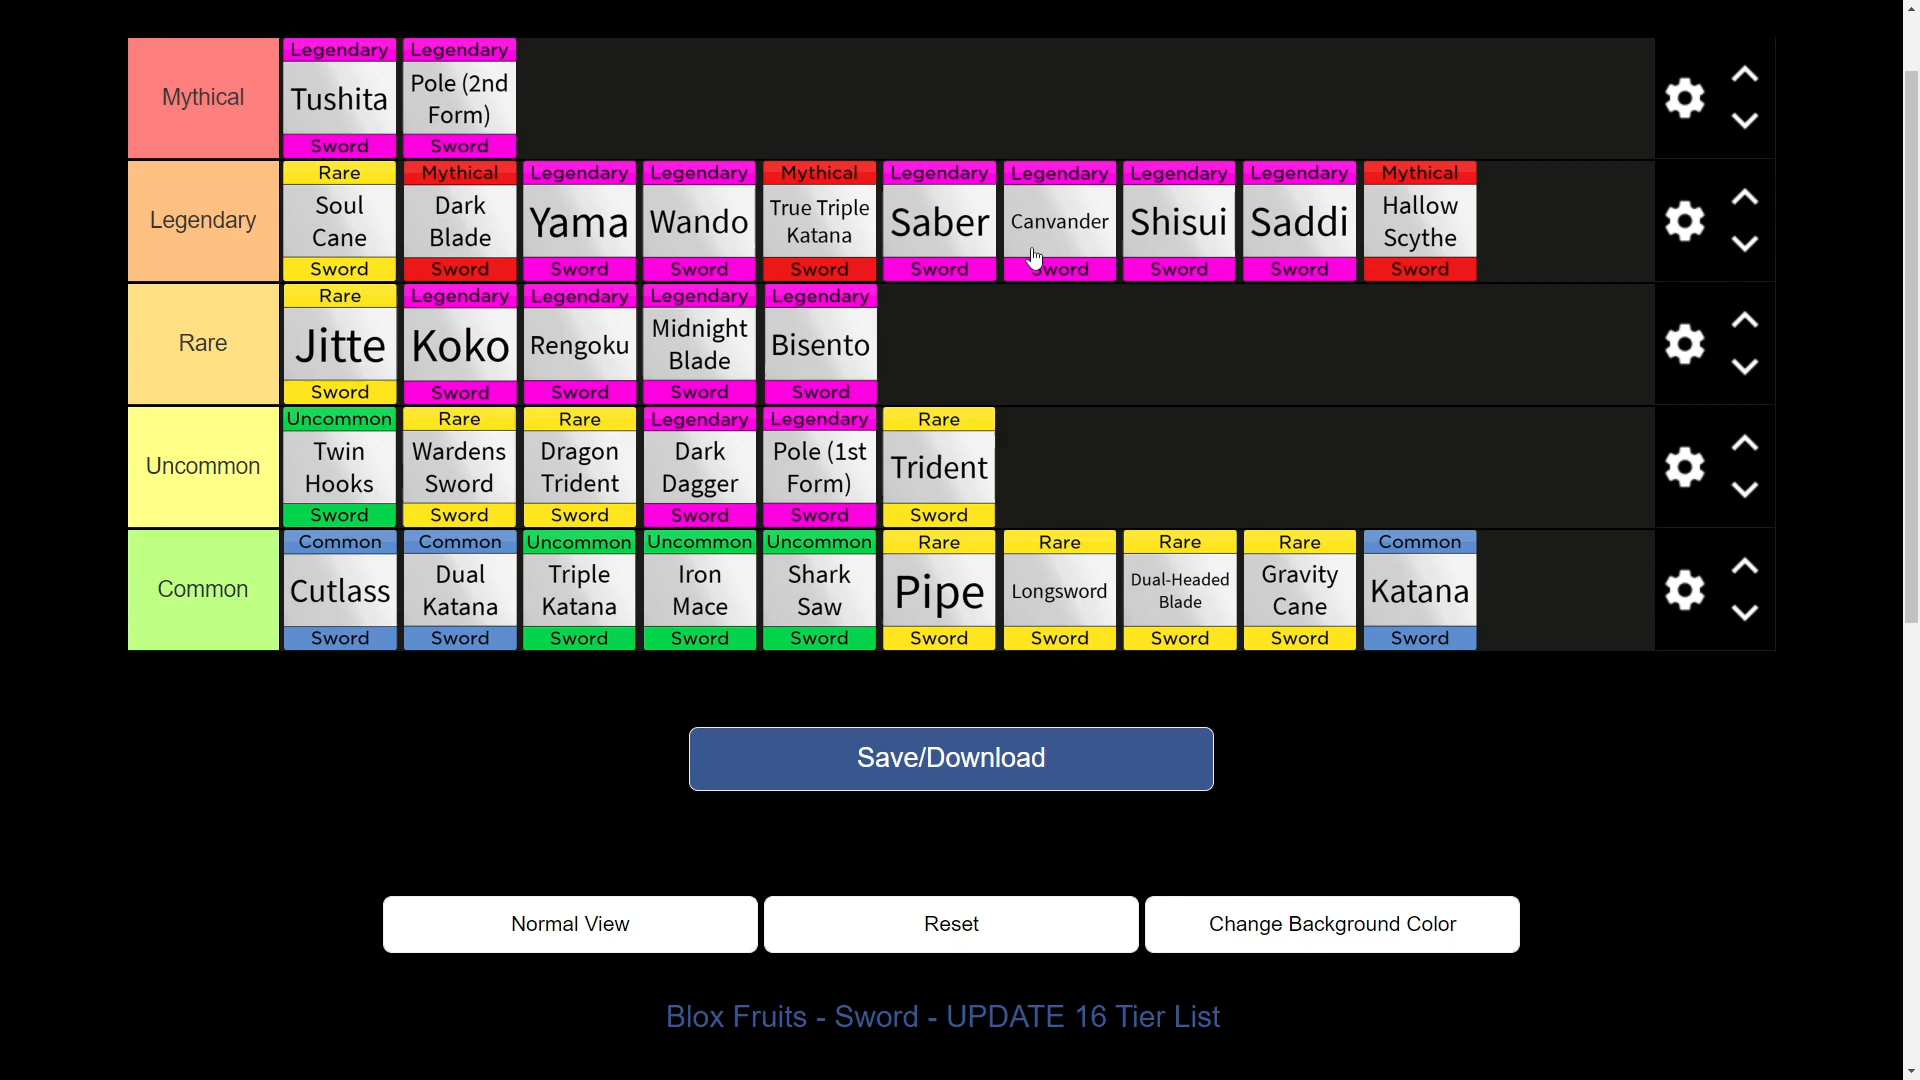 Legendary Legendary
Mythical Tushita Pole (2nd
Form)
Sword Sword
Rare Mythical Legendary Legendary Mythical Legendary Legendary Legendary Legendary Mythical
Legendary Soul Cane Dark Blade Yama Wando True Triple Katana Saber Canvander Shisui Saddi Hallow Scythe
Sword Sword Sword Sword Sword Sword Sword Sword Sword Sword
Rare Legendary Legendary Legendary Legendary
Rare Jitte Koko Rengoku Midnight Blade Bisento
Sword Sword Sword Sword Sword
Uncommon Rare Rare Legendary Legendary Rare
Uncommon Twin Hooks Wardens Sword Dragon Trident Dark Dagger Pole (1st Form) Trident
Sword Sword Sword Sword Sword Sword
Common Common Uncommon Uncommon Uncommon Rare Rare Rare Rare Common
Common Cutlass Dual Katana Triple Katana Iron Mace Shark Saw Pipe Longsword Dual-Headed Blade Gravity Cane Katana
Sword Sword Sword Sword Sword Sword Sword Sword Sword Sword
Save/Download
Normal View Reset Change Background Color
Blox Fruits - Sword - UPDATE 16 Tier List